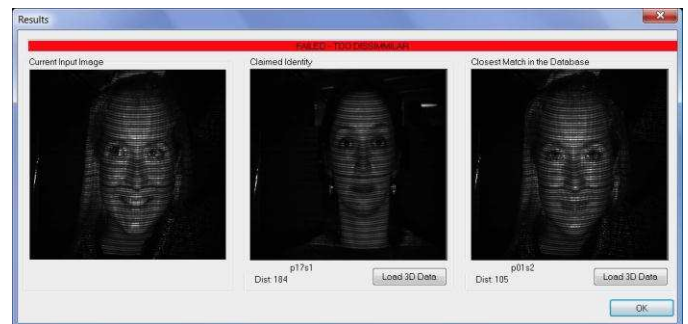 Results
FAILED - TOO DISSIMILAR
Current Input Image
Claimed Identity
Closest Match in the Database
p17s1
Dist: 184
Load 3D Data
p01s2
Dist: 105
Load 3D Data
OK